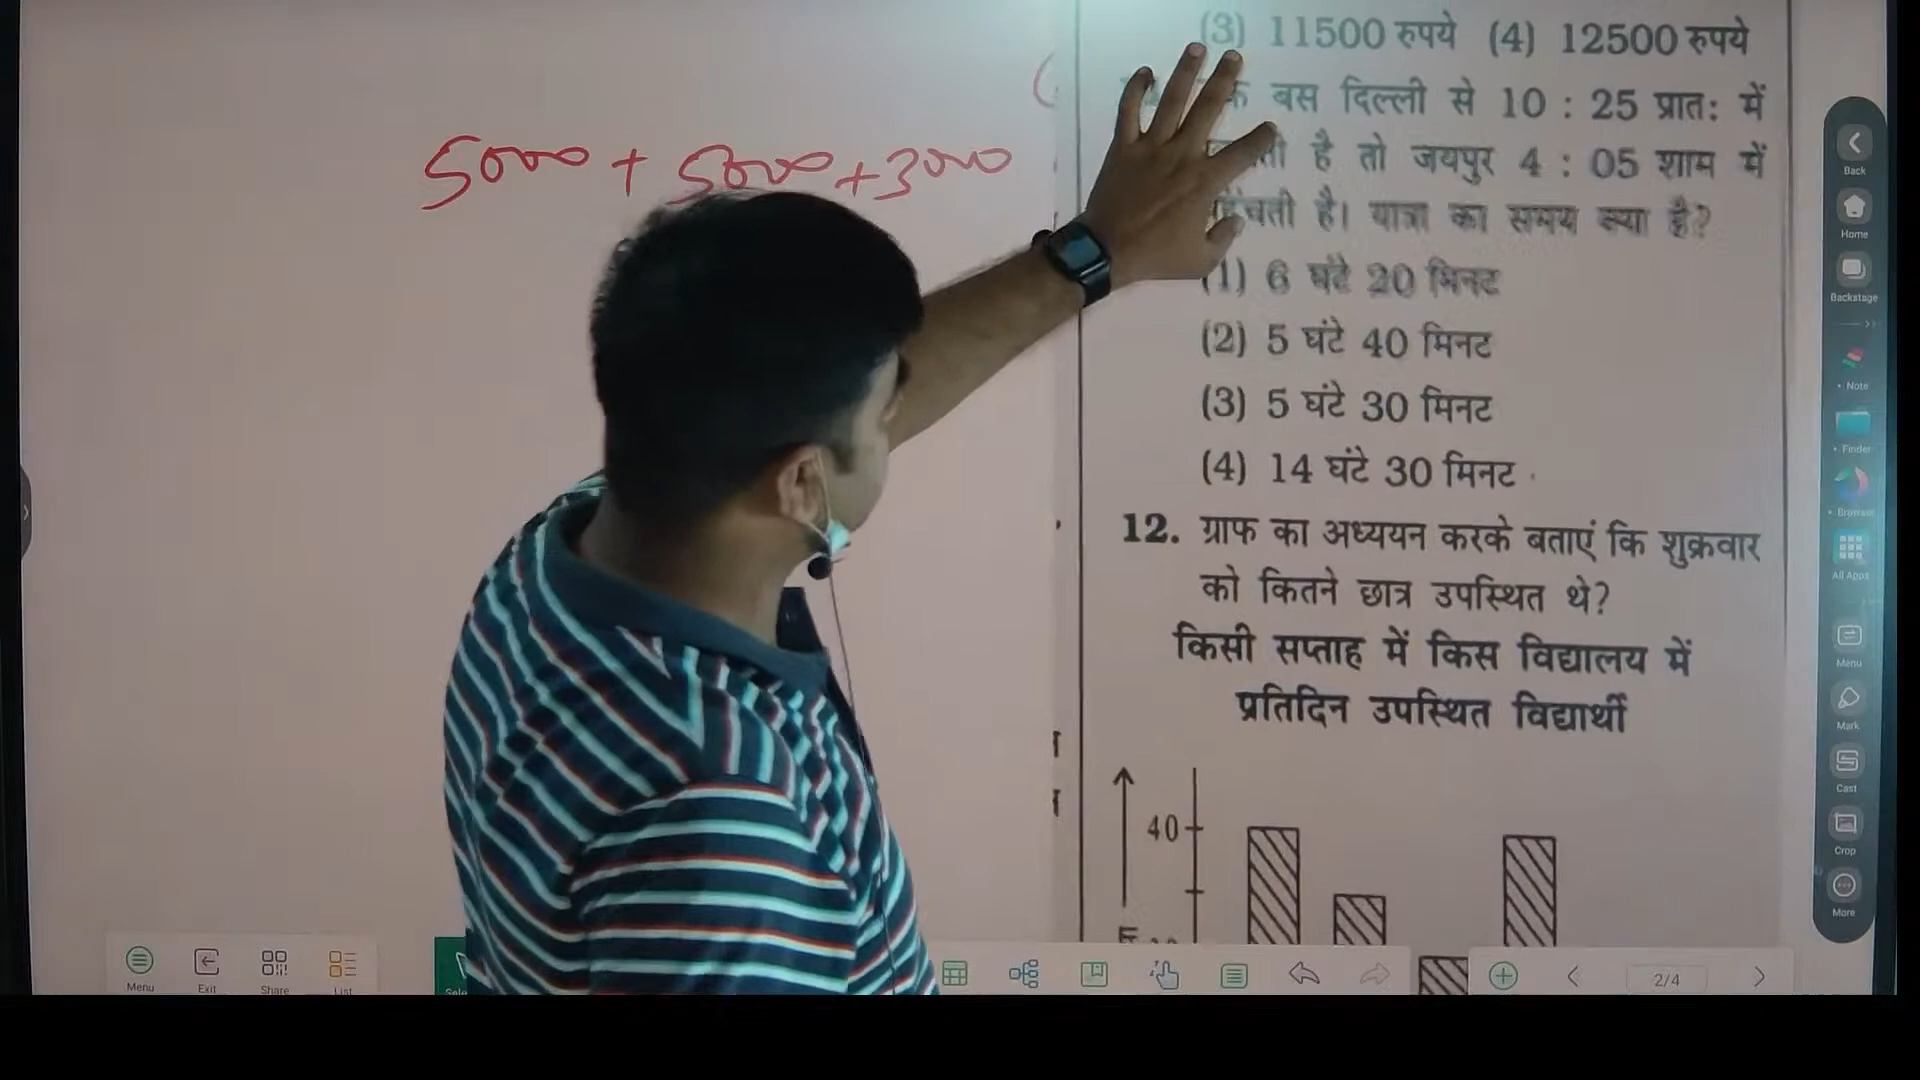 5000 + 5000 + 3000
(3) 11500 रुपये (4) 12500 रुपये
बस दिल्ली से 10 : 25 प्रातः में
है तो जयपुर 4 : 05 शाम में
है। यात्रा का समय क्या है?
(1) 6 घंटे 20 मिनट
(2) 5 घंटे 40 मिनट
(3) 5 घंटे 30 मिनट
(4) 14 घंटे 30 मिनट
12. ग्राफ का अध्ययन करके बताएं कि शुक्रवार
को कितने छात्र उपस्थित थे?
किसी सप्ताह में किस विद्यालय में
प्रतिदिन उपस्थित विद्यार्थी
40
Back
Home
Backstage
Note
Finder
Browser
All Apps
Menu
Mark
Cast
Crop
More
Menu Exit Share List
2/4